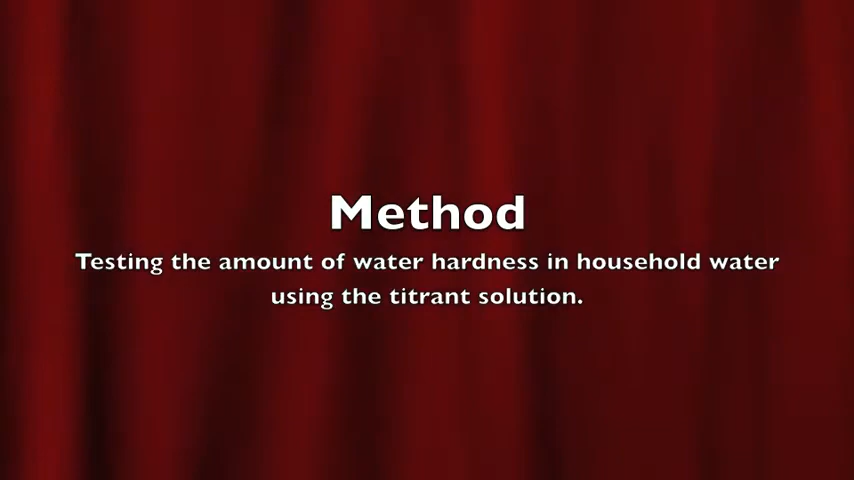 Method
Testing the amount of water hardness in household water
using the titrant solution.